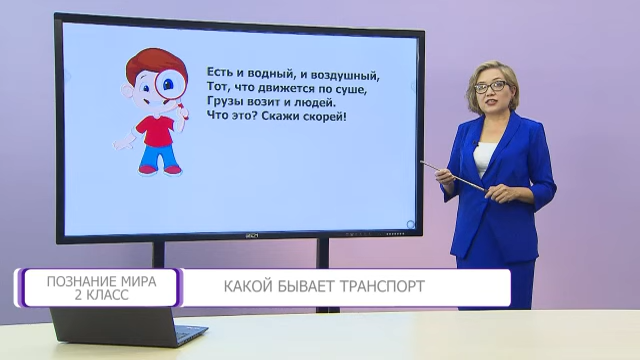 Есть и водный, и воздушный,
Тот, что движется по суше,
Грузы возит и людей.
Что это? Скажи скорей!
ПОЗНАНИЕ МИРА
2 КЛАСС
КАКОЙ БЫВАЕТ ТРАНСПОРТ